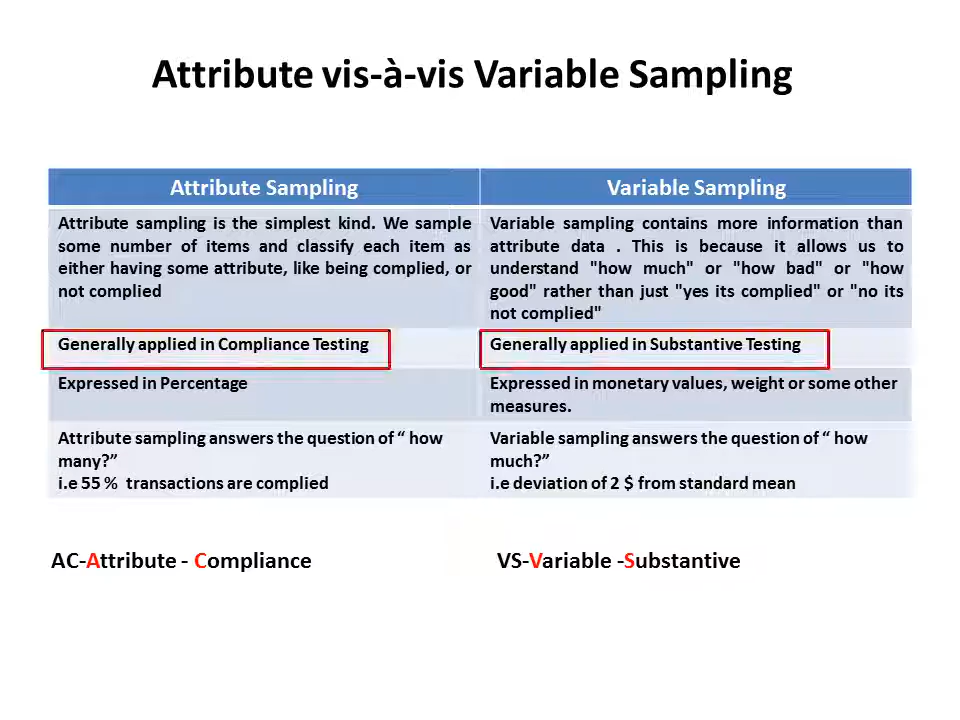 Attribute vis-à-vis Variable Sampling
Attribute Sampling
Variable Sampling
Attribute sampling is the simplest kind. We sample
some number of items and classify each item as
either having some attribute, like being complied, or
not complied
Variable sampling contains more information than
attribute data . This is because it allows us to
understand "how much" or "how bad" or "how
good" rather than just "yes its complied" or "no its
not complied"
Generally applied in Compliance Testing
Generally applied in Substantive Testing
Expressed in Percentage
Expressed in monetary values, weight or some other
measures.
Attribute sampling answers the question of “ how
many?”
i.e 55 % transactions are complied
Variable sampling answers the question of “ how
much?”
i.e deviation of 2 $ from standard mean
AC-Attribute - Compliance
VS-Variable -Substantive